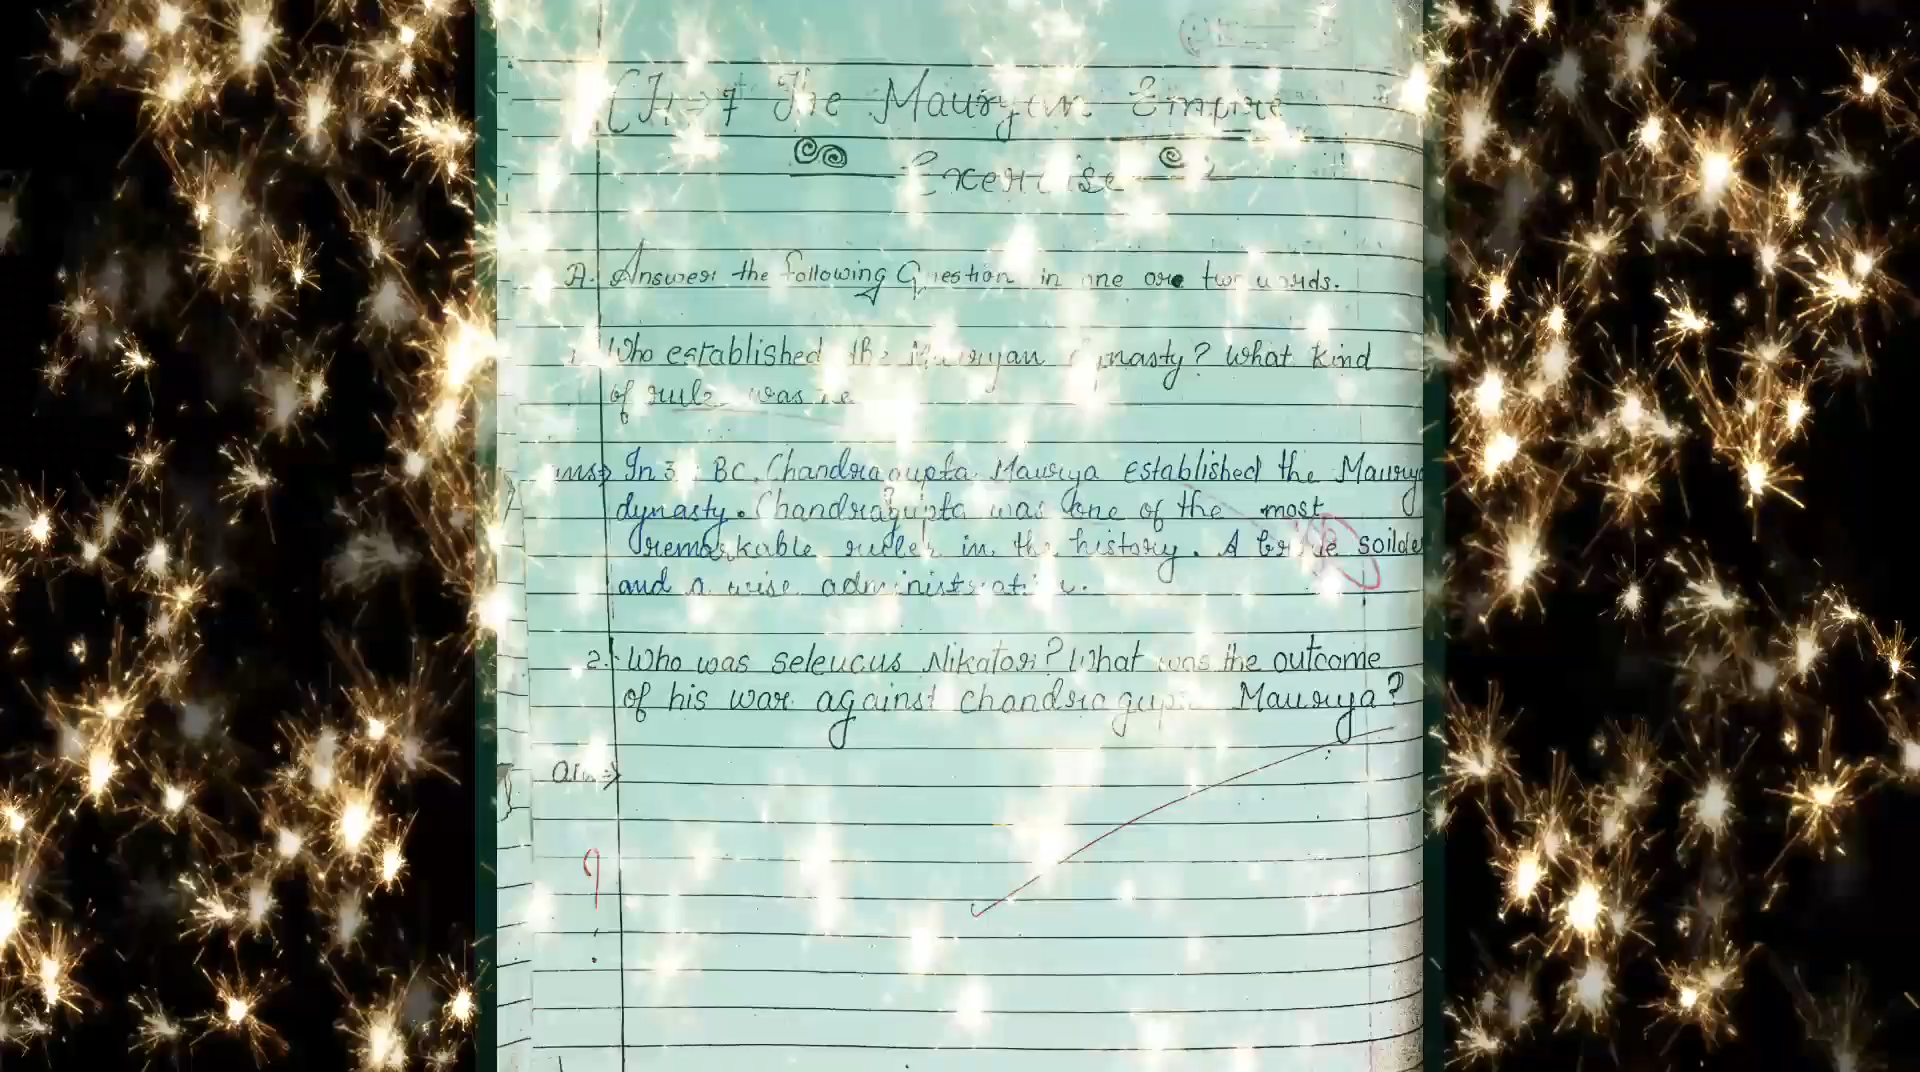 CH→7 The Mauryan Empire
Exercise
A. Answer the following Question in one ore two words.
1. Who established the Mauryan dynasty? What kind
of rule was
ans→ In BC, Chandragupta Maurya established the Maurya
dynasty. Chandragupta was one of the most
remarkable ruler in the history. A brave soilde
and a wise
2. Who was seleucus Nikator? What was the outcome
of his war against chandragupta Maurya?
ans→